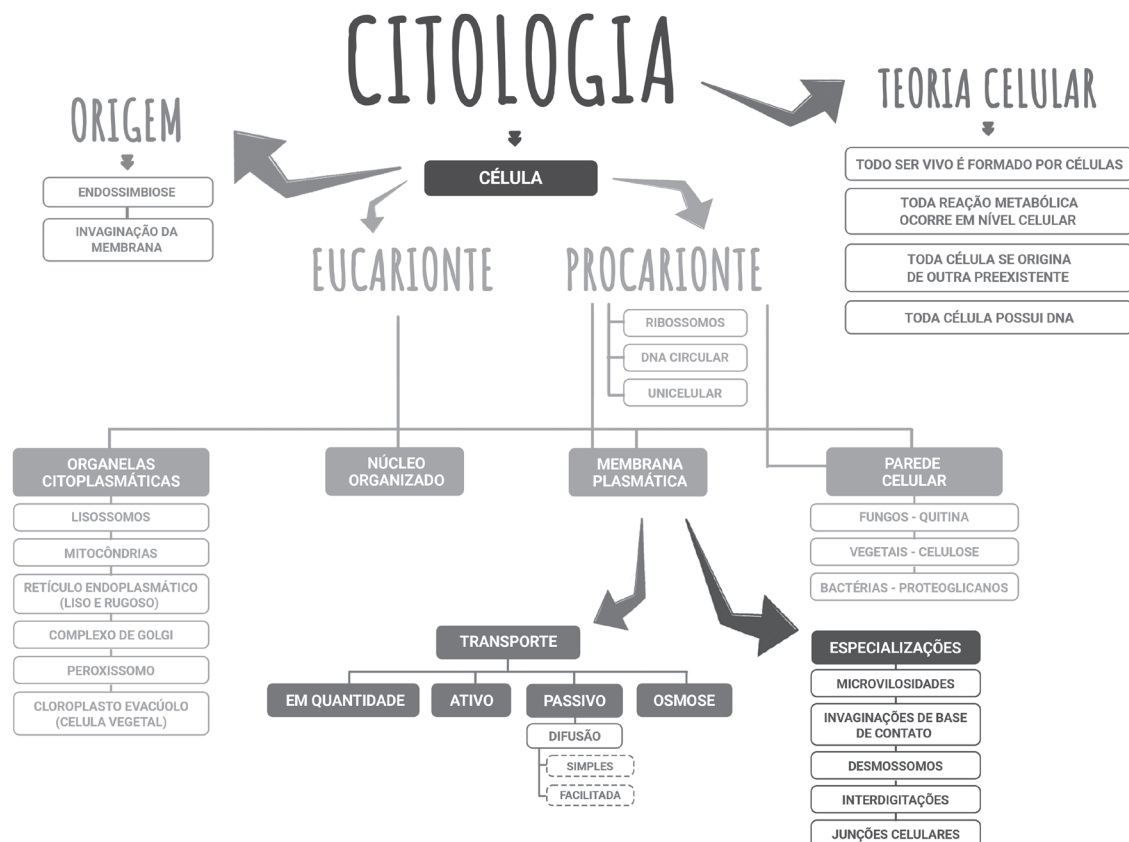 CITOLOGIA
ORIGEM
ENDOSSIMBIOSE
INVAGINAÇÃO DA
MEMBRANA
CÉLULA
TEORIA CELULAR
TODO SER VIVO É FORMADO POR CÉLULAS
TODA REAÇÃO METABÓLICA
OCORRE EM NÍVEL CELULAR
TODA CÉLULA SE ORIGINA
DE OUTRA PREEXISTENTE
TODA CÉLULA POSSUI DNA
EUCARIONTE
PROCARIONTE
RIBOSSOMOS
DNA CIRCULAR
UNICELULAR
ORGANELAS
CITOPLASMÁTICAS
LISOSSOMOS
MITOCÔNDRIAS
RETÍCULO ENDOPLASMÁTICO
(LISO E RUGOSO)
COMPLEXO DE GOLGI
PEROXISSOMO
CLOROPLASTO EVACÚOLO
(CELULA VEGETAL)
NÚCLEO
ORGANIZADO
MEMBRANA
PLASMÁTICA
PAREDE
CELULAR
FUNGOS - QUITINA
VEGETAIS - CELULOSE
BACTÉRIAS - PROTEOGLICANOS
TRANSPORTE
EM QUANTIDADE
ATIVO
PASSIVO
OSMOSE
DIFUSÃO
SIMPLES
FACILITADA
ESPECIALIZAÇÕES
MICROVILOSIDADES
INVAGINAÇÕES DE BASE
DE CONTATO
DESMOSSOMOS
INTERDIGITAÇÕES
JUNÇÕES CELULARES